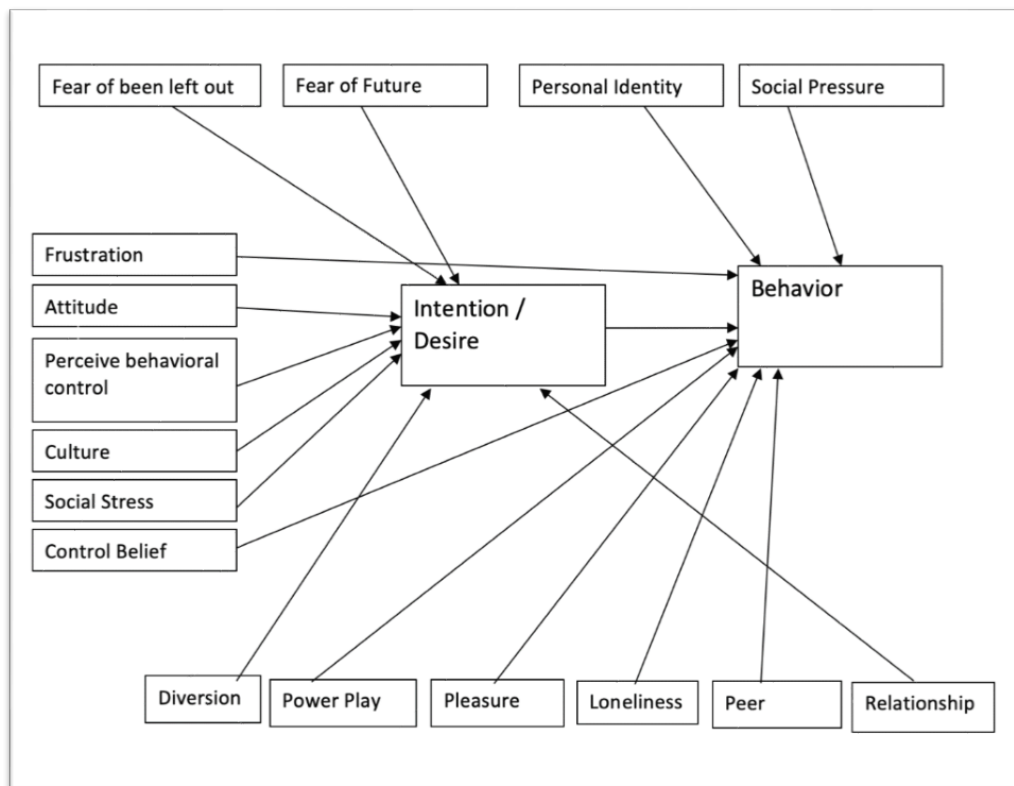 Fear of been left out
Fear of Future
Personal Identity
Social Pressure
Frustration
Attitude
Perceive behavioral
control
Culture
Social Stress
Control Belief
Intention /
Desire
Behavior
Diversion
Power Play
Pleasure
Loneliness
Peer
Relationship